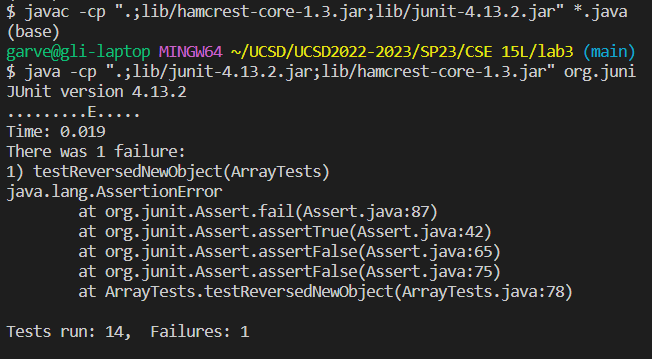 $ javac -cp ".;lib/hamcrest-core-1.3.jar;lib/junit-4.13.2.jar" *.java
(base)
garve@gli-laptop MINGW64 ~/UCSD/UCSD2022-2023/SP23/CSE 15L/lab3 (main)
$ java -cp ".;lib/junit-4.13.2.jar;lib/hamcrest-core-1.3.jar" org.juni
JUnit version 4.13.2
.........E.....
Time: 0.019
There was 1 failure:
1) testReversedNewObject(ArrayTests)
java.lang.AssertionError
        at org.junit.Assert.fail(Assert.java:87)
        at org.junit.Assert.assertTrue(Assert.java:42)
        at org.junit.Assert.assertFalse(Assert.java:65)
        at org.junit.Assert.assertFalse(Assert.java:75)
        at ArrayTests.testReversedNewObject(ArrayTests.java:78)

Tests run: 14,  Failures: 1